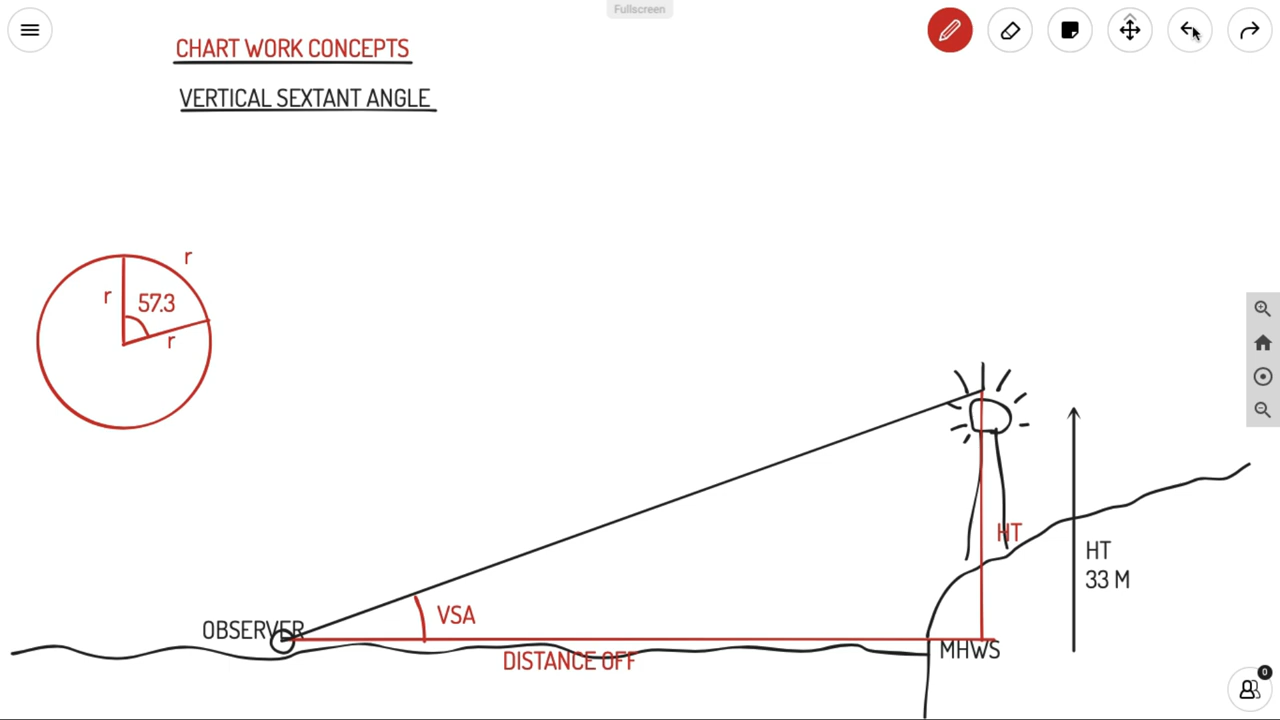 Fullscreen
CHART WORK CONCEPTS
VERTICAL SEXTANT ANGLE
r
r
57.3
r
HT
HT
33 M
VSA
OBSERVER
DISTANCE OFF
MHWS
0